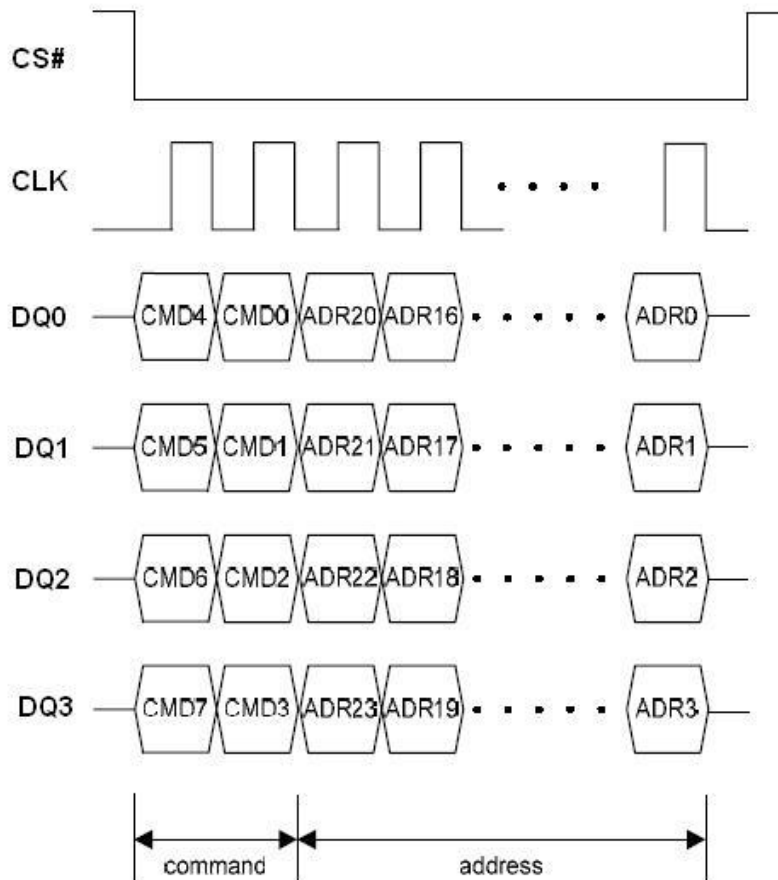 CS#
CLK
DQ0 CMD4 CMD0 ADR20 ADR16 ADR0
DQ1 CMD5 CMD1 ADR21 ADR17 ADR1
DQ2 CMD6 CMD2 ADR22 ADR18 ADR2
DQ3 CMD7 CMD3 ADR23 ADR19 ADR3
command address